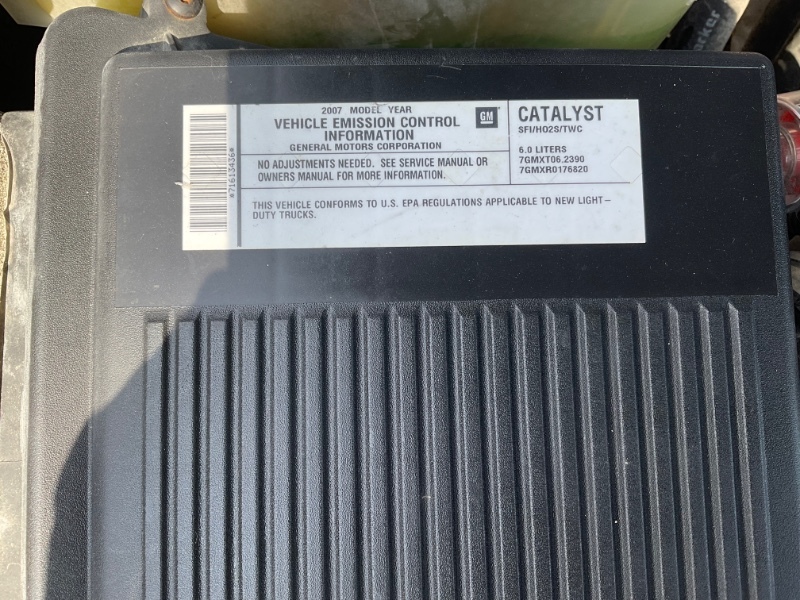 2007 MODEL YEAR
VEHICLE EMISSION CONTROL
INFORMATION
GENERAL MOTORS CORPORATION
GM
CATALYST
SFI/HO2S/TWC
6.0 LITERS
7GMXT06.2390
7GMXR0176820
NO ADJUSTMENTS NEEDED. SEE SERVICE MANUAL OR
OWNERS MANUAL FOR MORE INFORMATION.
THIS VEHICLE CONFORMS TO U.S. EPA REGULATIONS APPLICABLE TO NEW LIGHT-
DUTY TRUCKS.
*71613436*